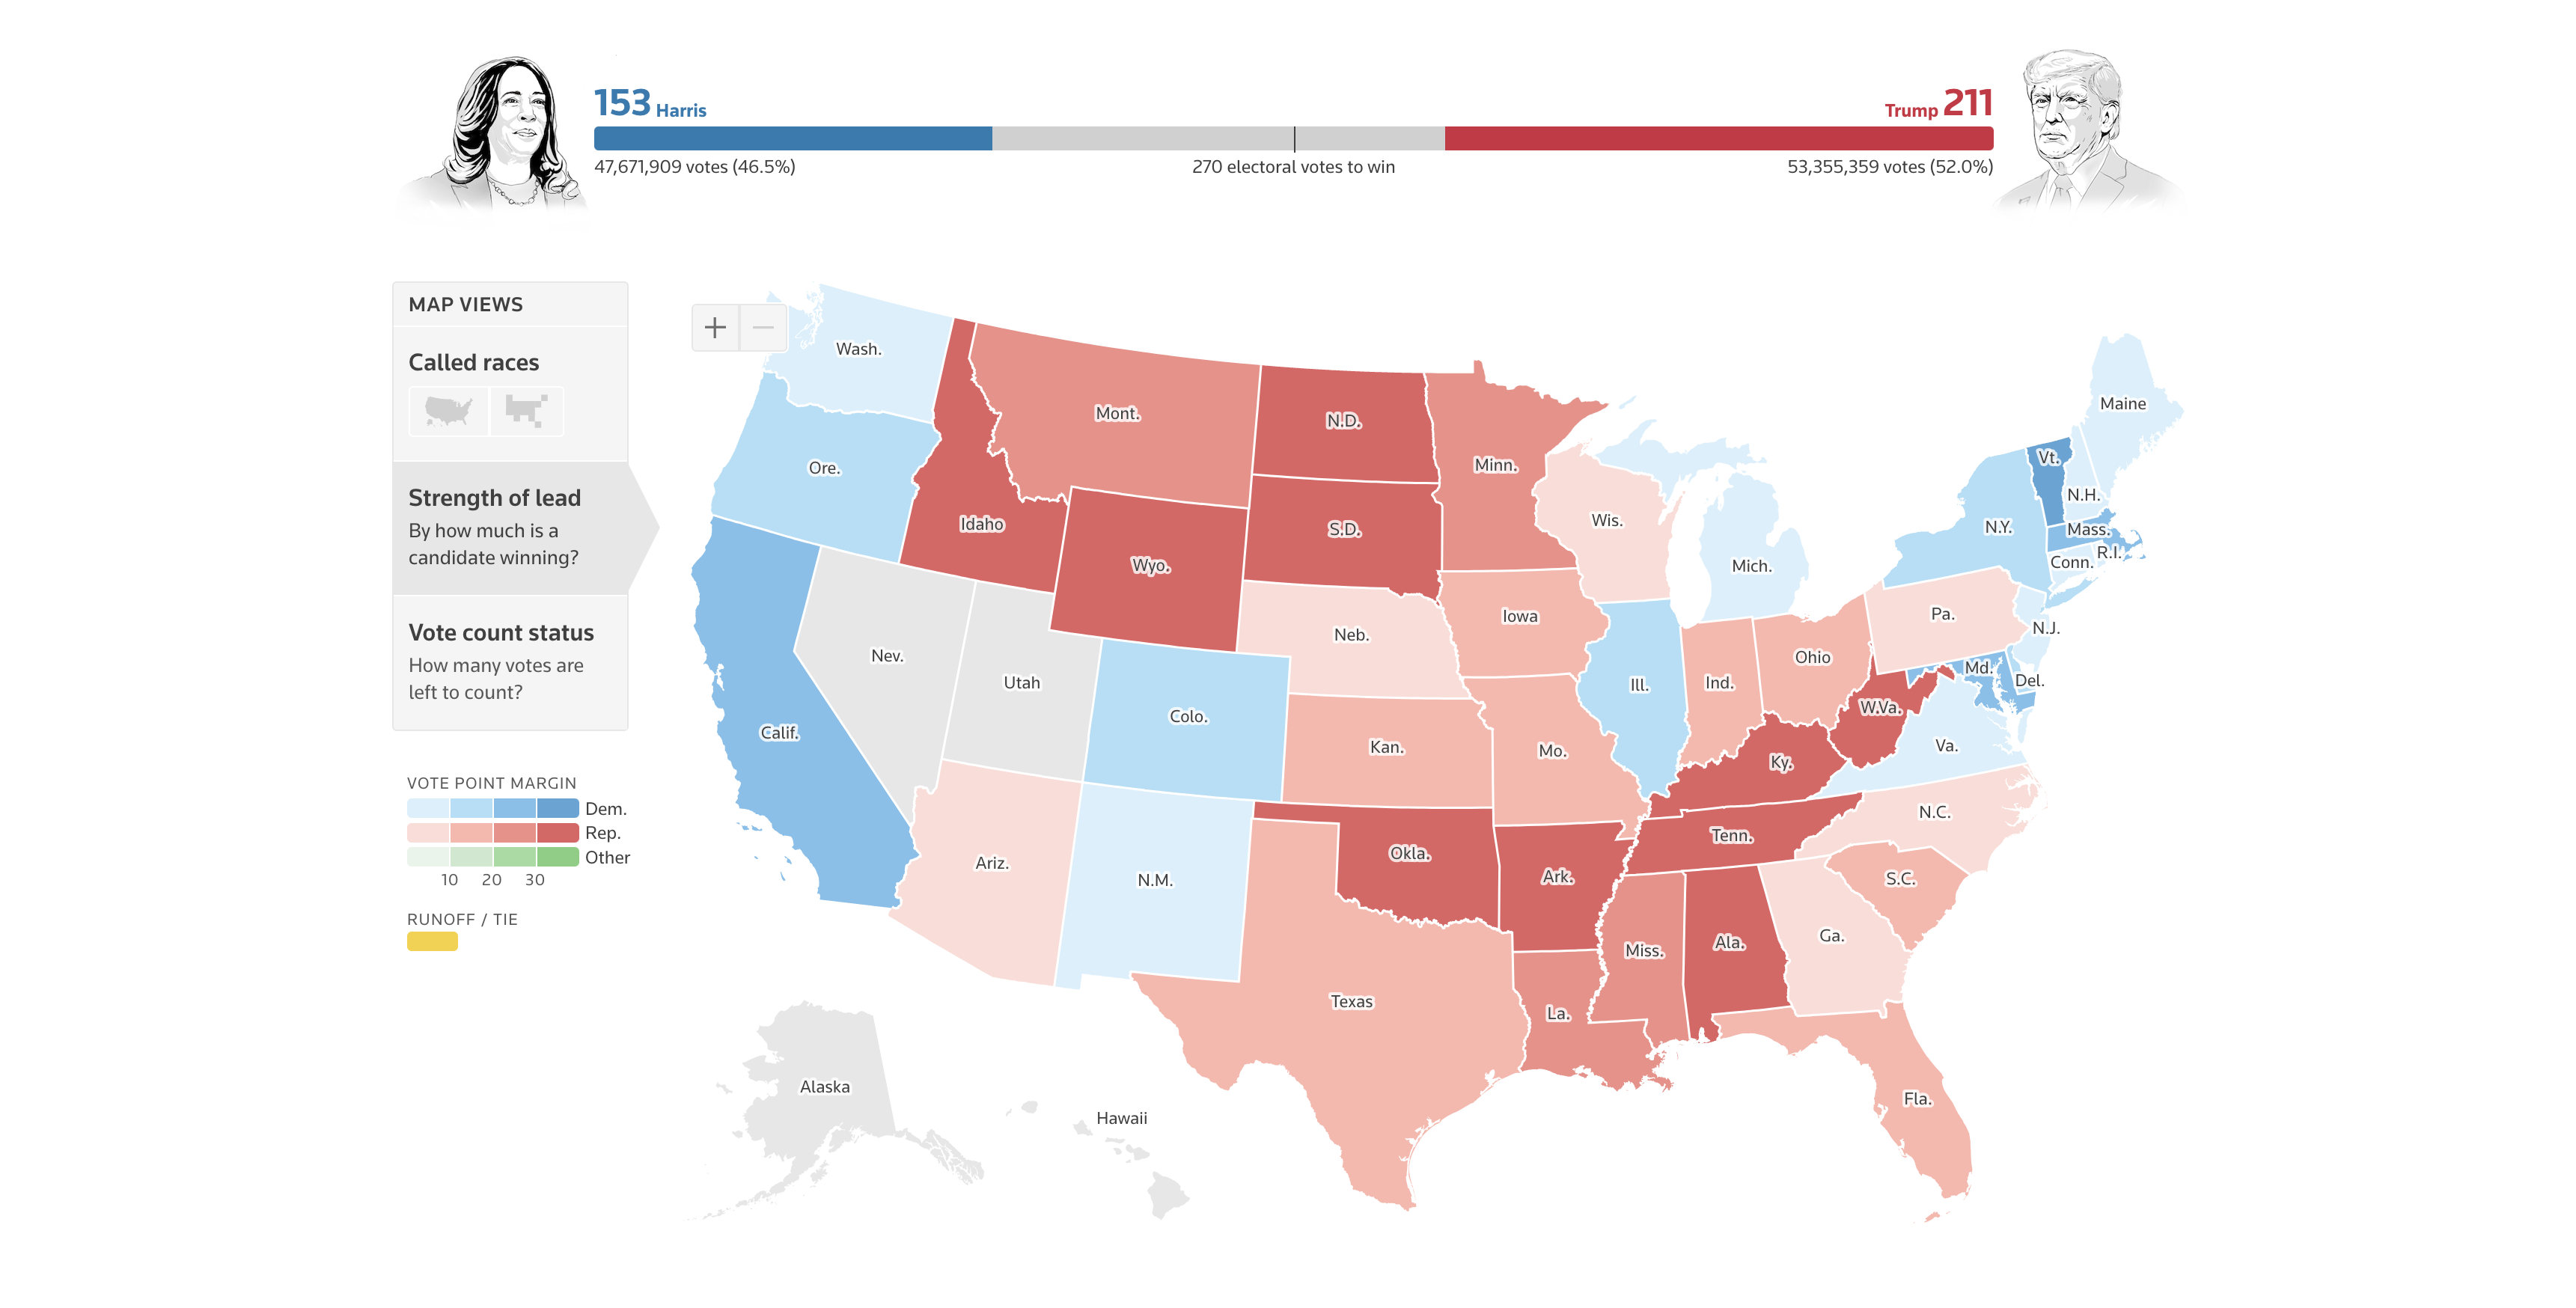 153 Harris
Trump 211
47,671,909 votes (46.5%)
270 electoral votes to win
53,355,359 votes (52.0%)
MAP VIEWS
Called races
Strength of lead
By how much is a
candidate winning?
Vote count status
How many votes are
left to count?
VOTE POINT MARGIN
Dem.
Rep.
Other
10 20 30
RUNOFF / TIE
+ −
Wash.
Maine
Mont.
N.D.
Vt.
Ore.
Minn.
N.H.
Idaho
S.D.
Wis.
N.Y.
Mass.
R.I.
Wyo.
Mich.
Conn.
Iowa
Pa.
Neb.
N.J.
Nev.
Ohio
Md.
Utah
Ill.
Ind.
Del.
Colo.
W.Va.
Calif.
Kan.
Mo.
Ky.
Va.
N.C.
Tenn.
Ariz.
Okla.
N.M.
Ark.
S.C.
Miss.
Ala.
Ga.
Texas
La.
Alaska
Fla.
Hawaii